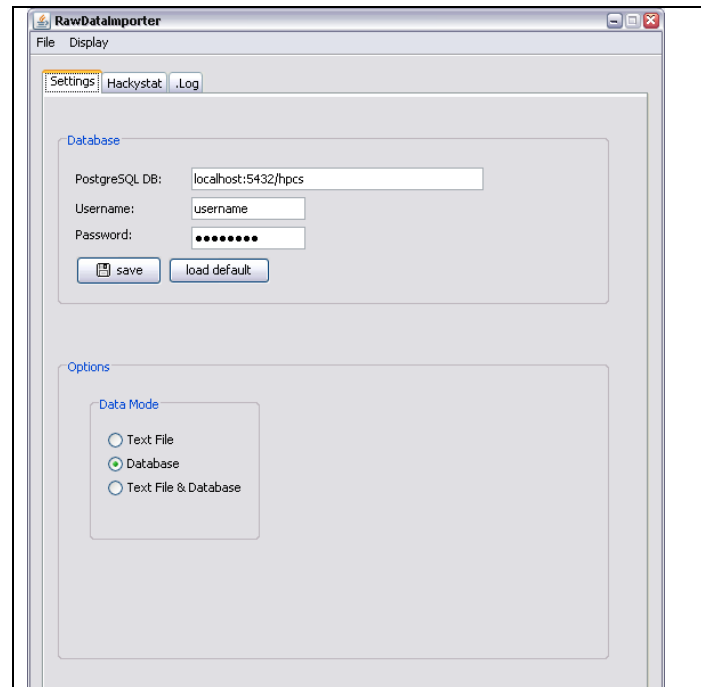 RawDataImporter
File Display
Settings Hackystat .Log
Database
PostgreSQL DB: localhost:5432/hpcs
Username: username
Password: ••••••••
save load default
Options
Data Mode
Text File
Database
Text File & Database